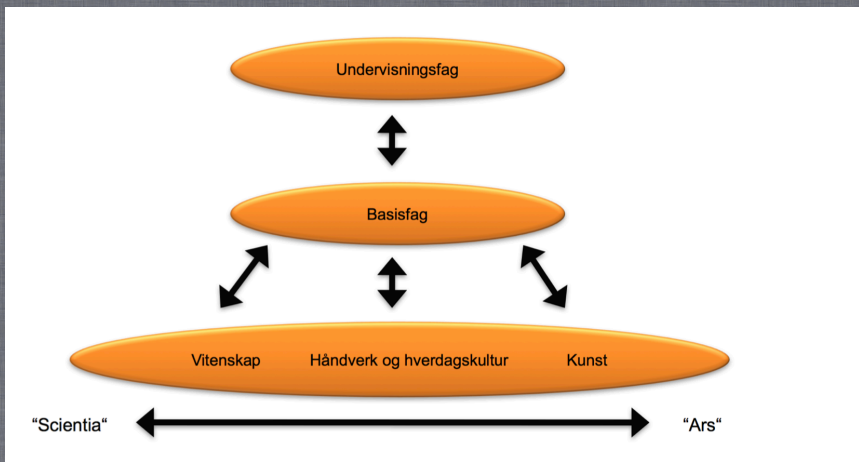 Undervisningsfag
Basisfag
Vitenskap Håndverk og hverdagskultur Kunst
“Scientia“ “Ars“